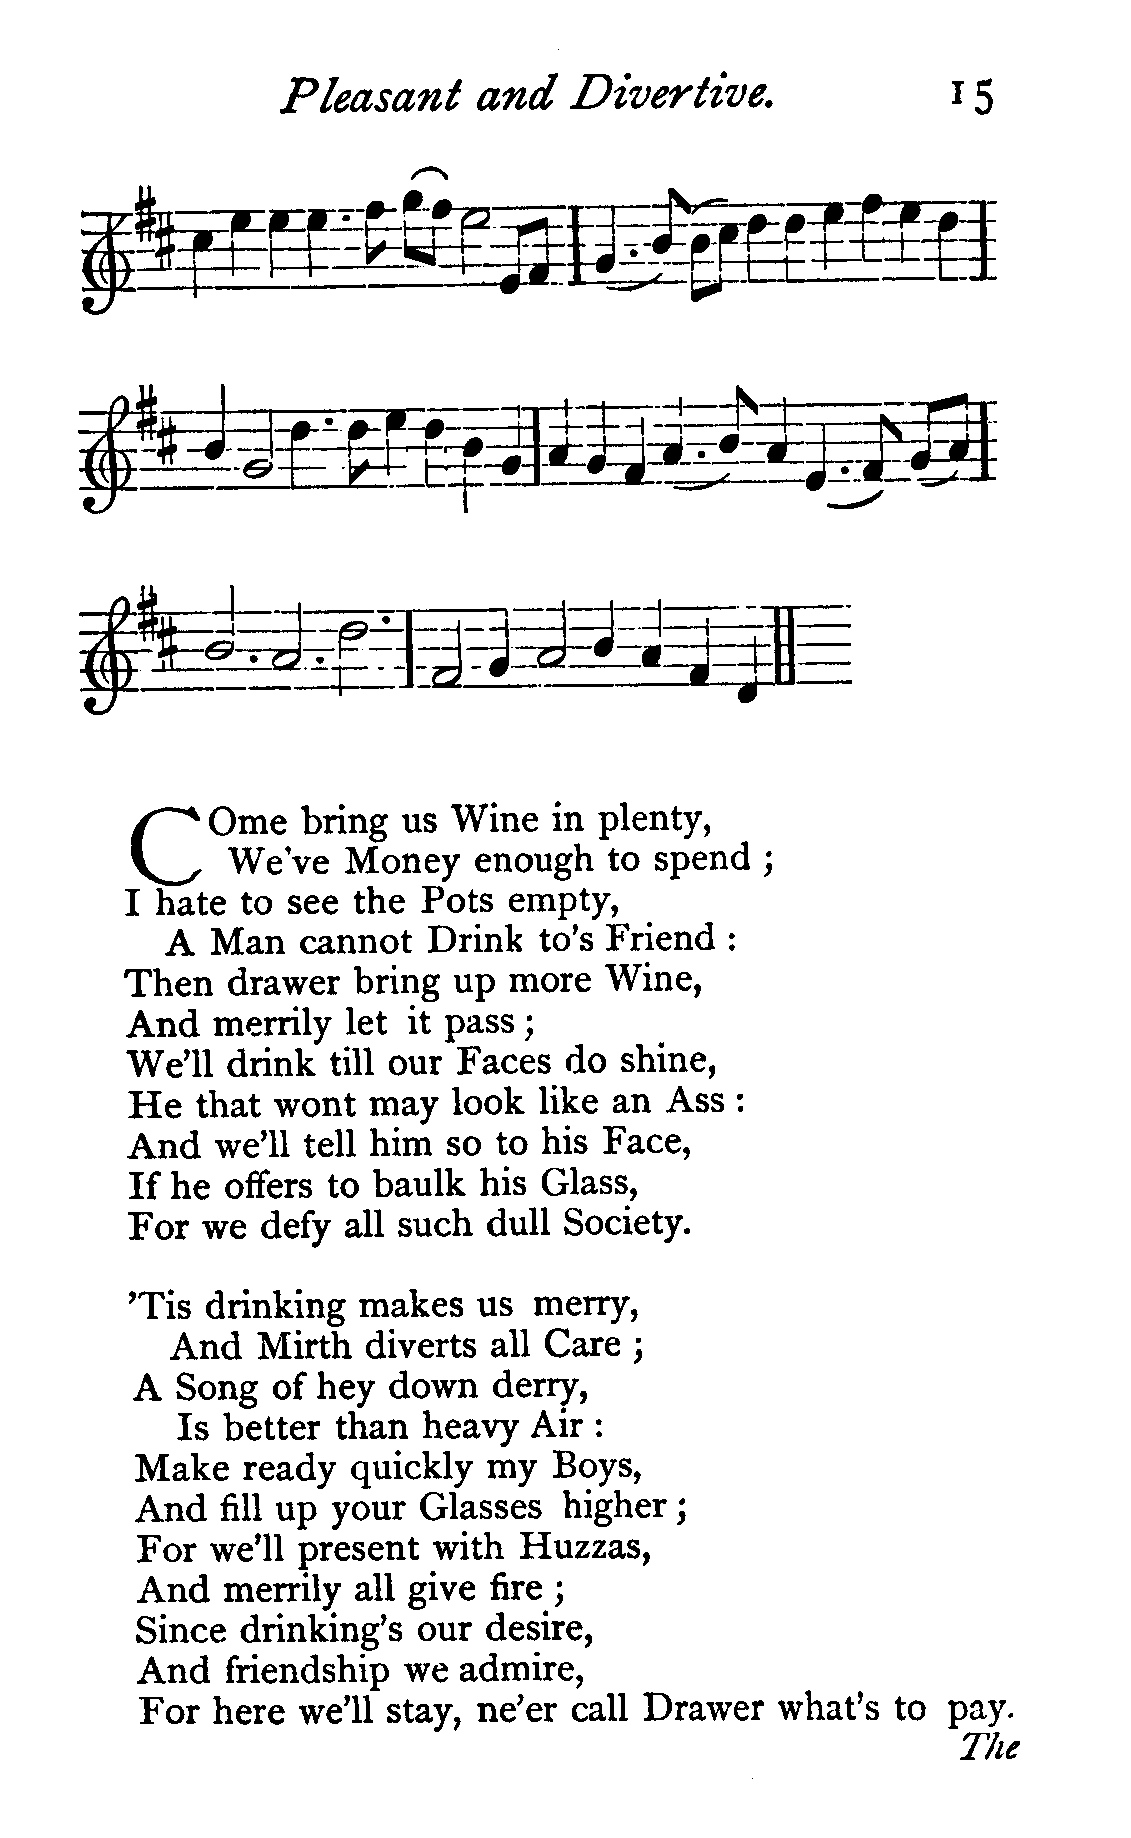 Pleasant and Divertive. 15
COme bring us Wine in plenty,
We've Money enough to spend ;
I hate to see the Pots empty,
A Man cannot Drink to's Friend :
Then drawer bring up more Wine,
And merrily let it pass ;
We'll drink till our Faces do shine,
He that wont may look like an Ass :
And we'll tell him so to his Face,
If he offers to baulk his Glass,
For we defy all such dull Society.
'Tis drinking makes us merry,
And Mirth diverts all Care ;
A Song of hey down derry,
Is better than heavy Air :
Make ready quickly my Boys,
And fill up your Glasses higher ;
For we'll present with Huzzas,
And merrily all give fire ;
Since drinking's our desire,
And friendship we admire,
For here we'll stay, ne'er call Drawer what's to pay.
The